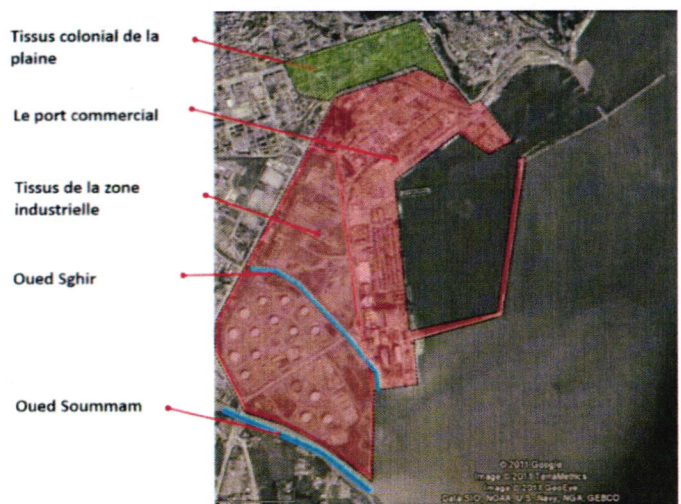 Tissus colonial de la
plaine
Le port commercial
Tissus de la zone
industrielle
Oued Sghir
Oued Soummam
© 2011 Google
Image © 2011 TerraMetrics
Image © 2011 GeoEye
Data SIO, NOAA, U.S. Navy, NGA, GEBCO